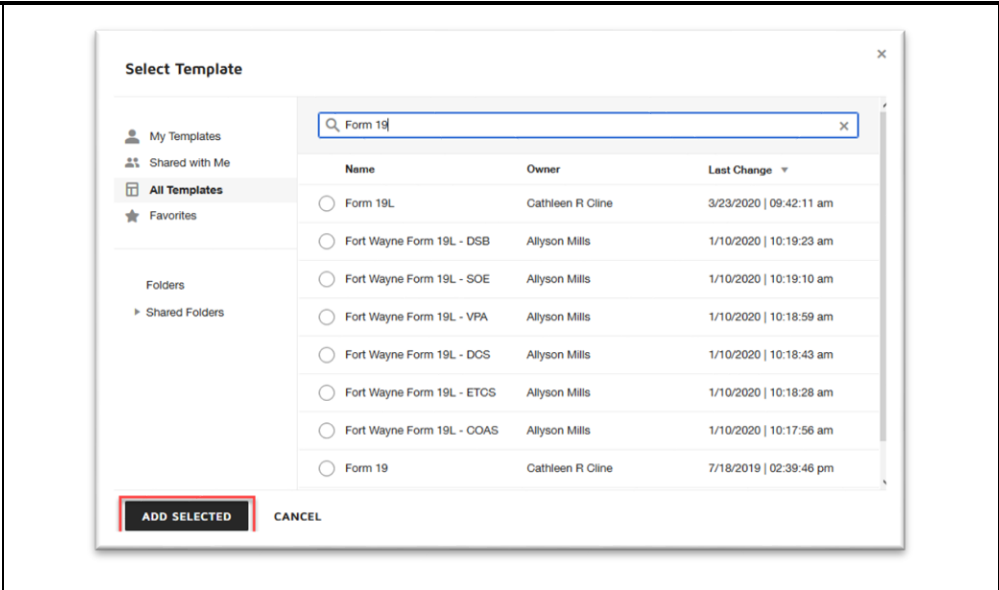 Select Template
My Templates
Shared with Me
All Templates
Favorites
Folders
Shared Folders
Form 19
Name Owner Last Change
Form 19L Cathleen R Cline 3/23/2020 | 09:42:11 am
Fort Wayne Form 19L - DSB Allyson Mills 1/10/2020 | 10:19:23 am
Fort Wayne Form 19L - SOE Allyson Mills 1/10/2020 | 10:19:10 am
Fort Wayne Form 19L - VPA Allyson Mills 1/10/2020 | 10:18:59 am
Fort Wayne Form 19L - DCS Allyson Mills 1/10/2020 | 10:18:43 am
Fort Wayne Form 19L - ETCS Allyson Mills 1/10/2020 | 10:18:28 am
Fort Wayne Form 19L - COAS Allyson Mills 1/10/2020 | 10:17:56 am
Form 19 Cathleen R Cline 7/18/2019 | 02:39:46 pm
ADD SELECTED CANCEL